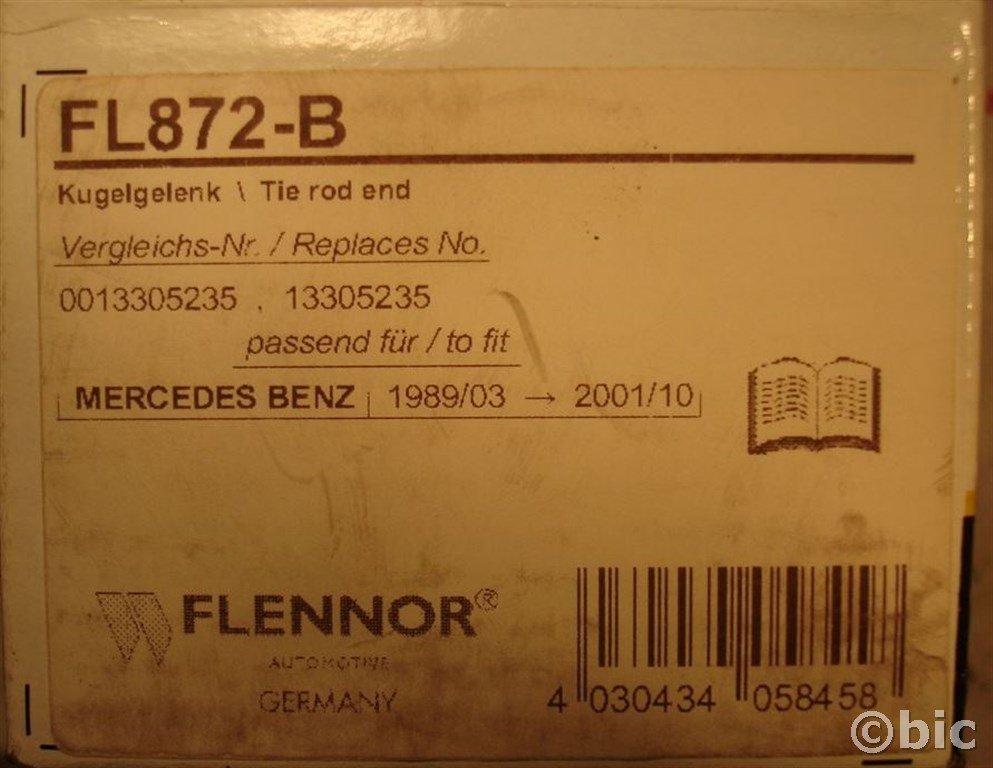 FL872-B
Kugelgelenk \ Tie rod end
Vergleichs-Nr. / Replaces No.
0013305235 , 13305235
passend für / to fit
MERCEDES BENZ 1989/03 → 2001/10
FLENNOR®
AUTOMOTIVE
GERMANY
4 030434 058458
©bic